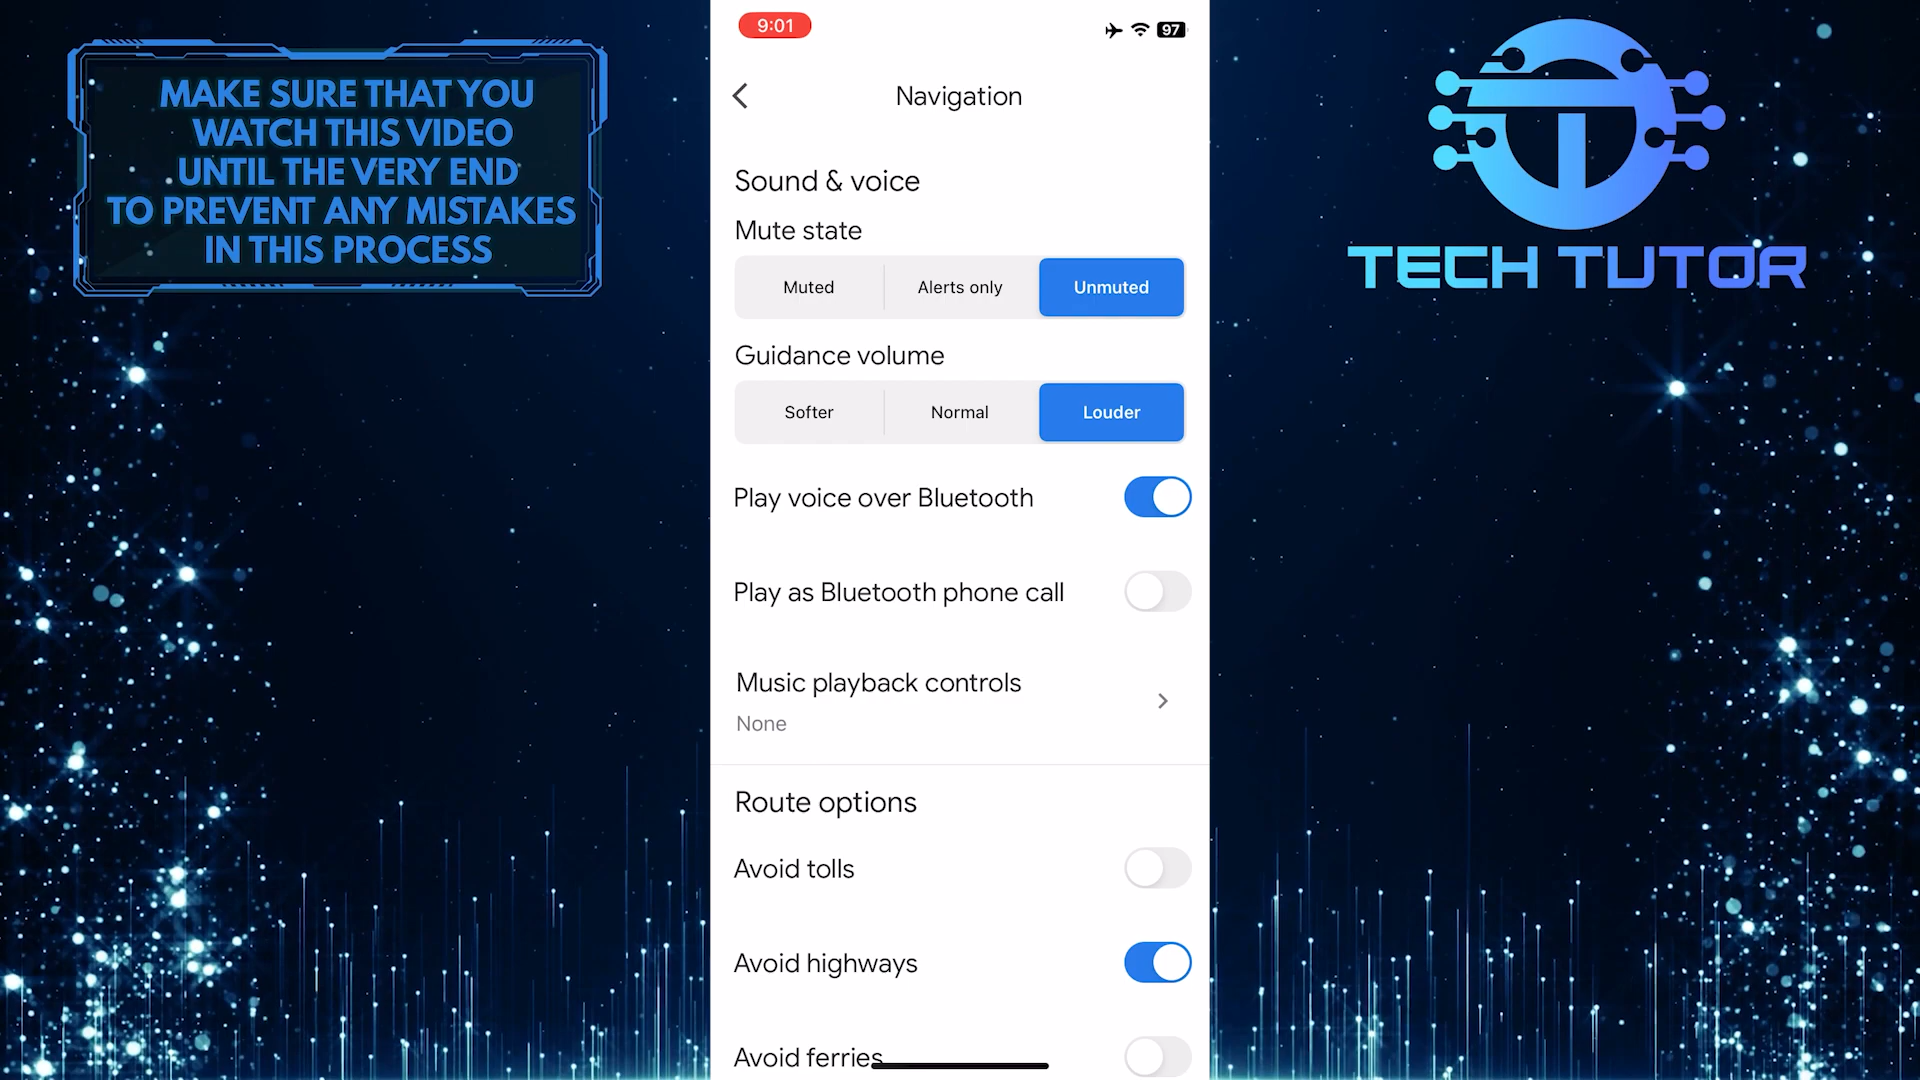 MAKE SURE THAT YOU
WATCH THIS VIDEO
UNTIL THE VERY END
TO PREVENT ANY MISTAKES
IN THIS PROCESS
9:01
97
Navigation
Sound & voice
Mute state
Muted
Alerts only
Unmuted
Guidance volume
Softer
Normal
Louder
Play voice over Bluetooth
Play as Bluetooth phone call
Music playback controls
None
Route options
Avoid tolls
Avoid highways
Avoid ferries
TECH TUTOR